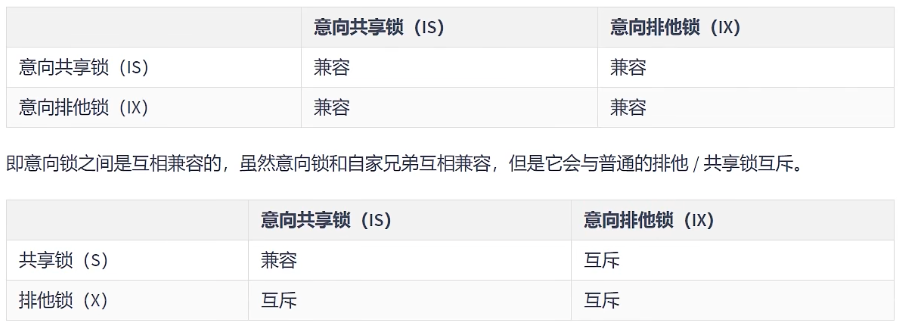 意向共享锁（IS） 意向排他锁（IX）
意向共享锁（IS） 兼容 兼容
意向排他锁（IX） 兼容 兼容
即意向锁之间是互相兼容的，虽然意向锁和自家兄弟互相兼容，但是它会与普通的排他 / 共享锁互斥。
意向共享锁（IS） 意向排他锁（IX）
共享锁（S） 兼容 互斥
排他锁（X） 互斥 互斥